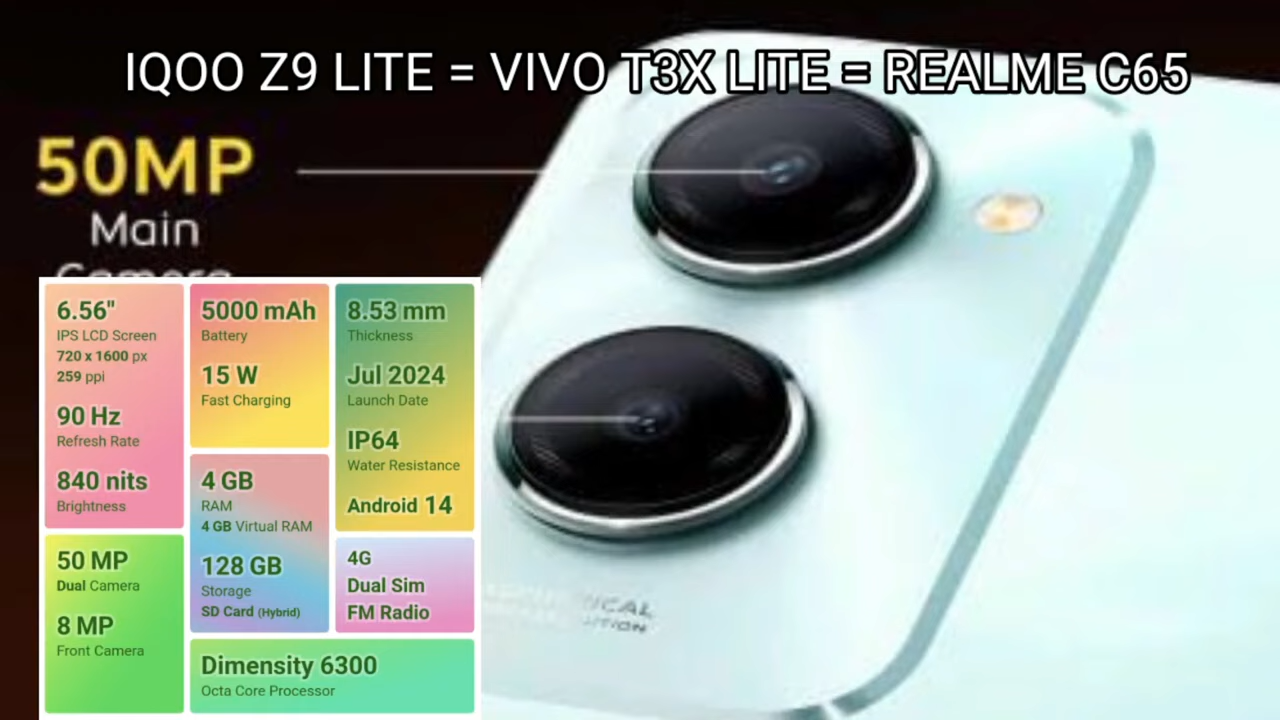 IQOO Z9 LITE = VIVO T3X LITE = REALME C65
50MP
Main
Camera
6.56"
IPS LCD Screen
720 x 1600 px
259 ppi
90 Hz
Refresh Rate
840 nits
Brightness
50 MP
Dual Camera
8 MP
Front Camera
5000 mAh
Battery
15 W
Fast Charging
4 GB
RAM
4 GB Virtual RAM
128 GB
Storage
SD Card (Hybrid)
8.53 mm
Thickness
Jul 2024
Launch Date
IP64
Water Resistance
Android 14
4G
Dual Sim
FM Radio
Dimensity 6300
Octa Core Processor